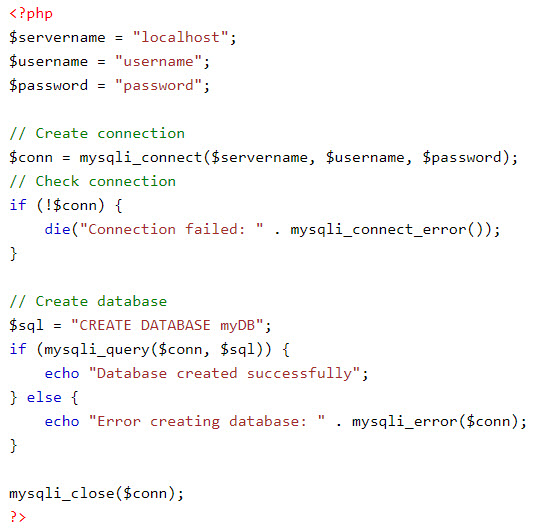 <?php
$servername = "localhost";
$username = "username";
$password = "password";

// Create connection
$conn = mysqli_connect($servername, $username, $password);
// Check connection
if (!$conn) {
    die("Connection failed: " . mysqli_connect_error());
}

// Create database
$sql = "CREATE DATABASE myDB";
if (mysqli_query($conn, $sql)) {
    echo "Database created successfully";
} else {
    echo "Error creating database: " . mysqli_error($conn);
}

mysqli_close($conn);
?>